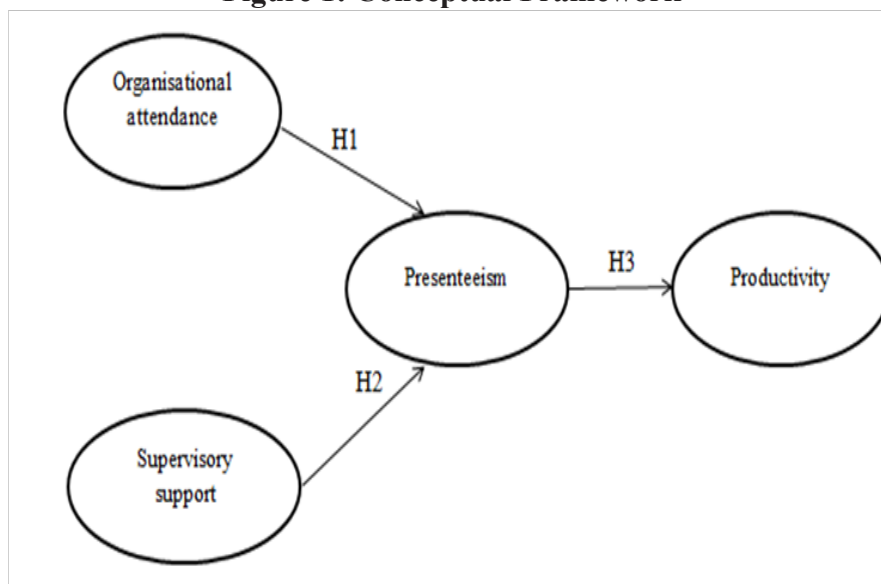 Figure 1: Conceptual Framework
Organisational
attendance
H1
Presenteeism
H3
Productivity
H2
Supervisory
support